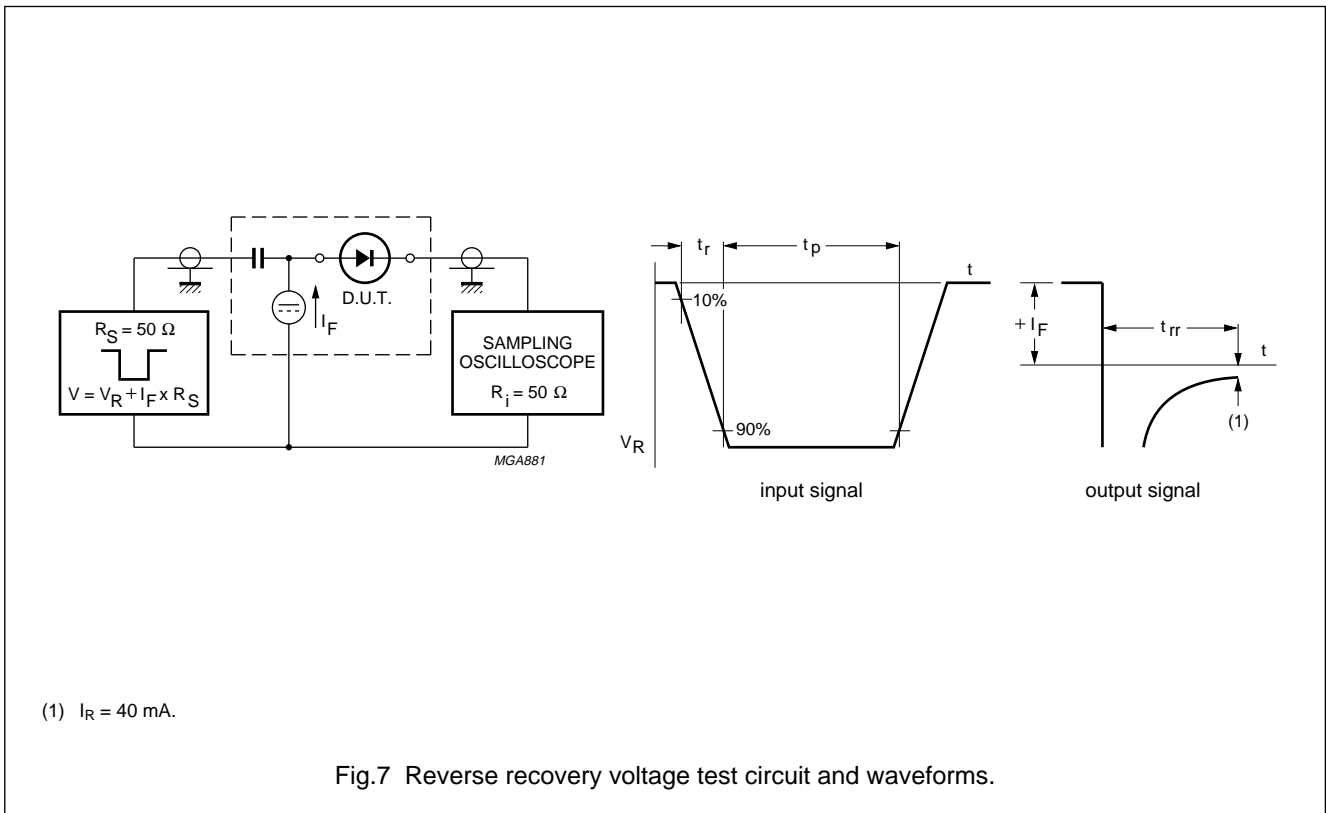 R_S = 50 Ω
V = V_R + I_F x R_S
I_F
D.U.T.
SAMPLING
OSCILLOSCOPE
R_i = 50 Ω
MGA881
t_r
t_p
t
10%
90%
V_R
input signal
+ I_F
t_rr
t
(1)
output signal
(1) I_R = 40 mA.
Fig.7 Reverse recovery voltage test circuit and waveforms.